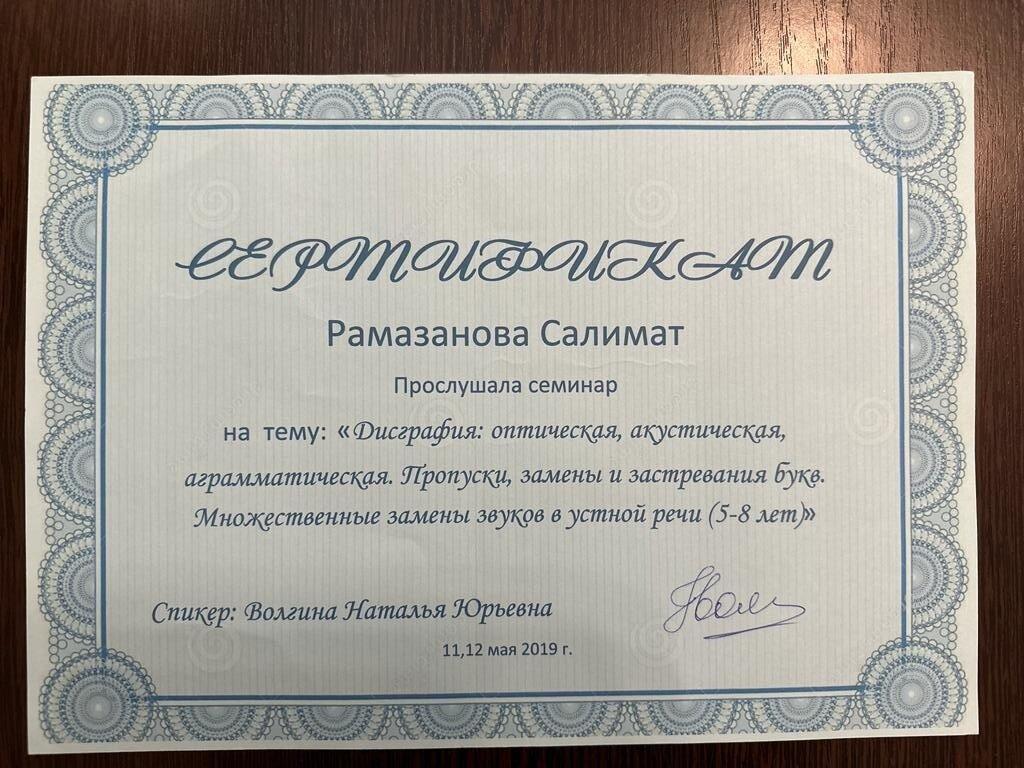 СЕРТИФИКАТ
Рамазанова Салимат
Прослушала семинар
на тему: «Дисграфия: оптическая, акустическая,
аграмматическая. Пропуски, замены и застревания букв.
Множественные замены звуков в устной речи (5-8 лет)»
Спикер: Волгина Наталья Юрьевна
11,12 мая 2019 г.